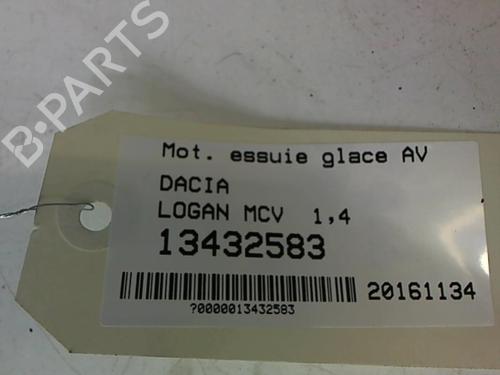 B-PARTS
Mot. essuie glace AV
DACIA
LOGAN MCV 1,4
13432583
20161134
?0000013432583